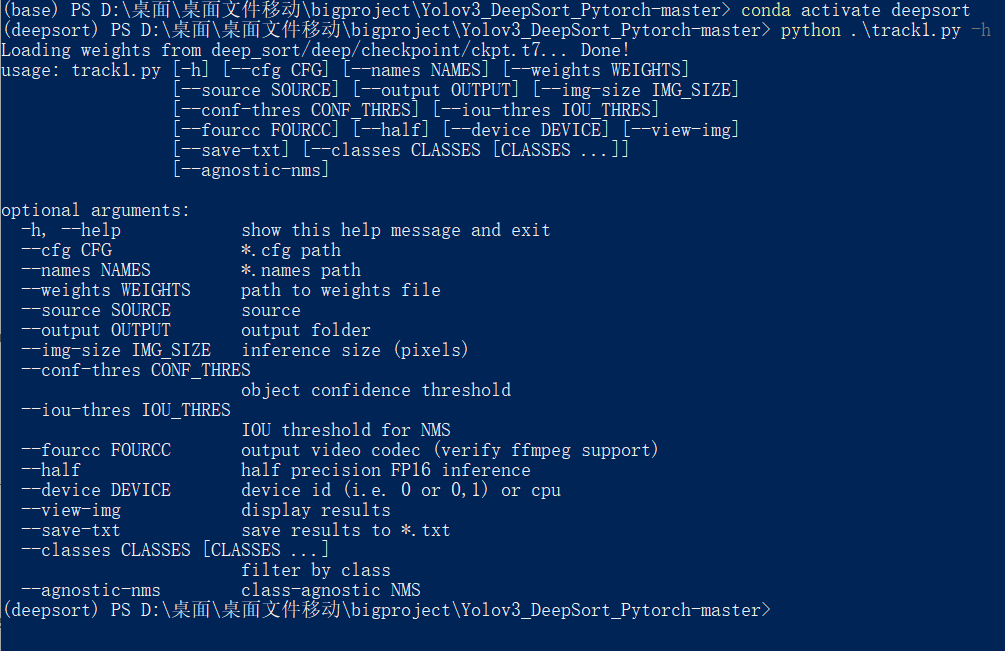 (base) PS D:\桌面\桌面文件移动\bigproject\Yolov3_DeepSort_Pytorch-master> conda activate deepsort
(deepsort) PS D:\桌面\桌面文件移动\bigproject\Yolov3_DeepSort_Pytorch-master> python .\track1.py -h
Loading weights from deep_sort/deep/checkpoint/ckpt.t7... Done!
usage: track1.py [-h] [--cfg CFG] [--names NAMES] [--weights WEIGHTS]
[--source SOURCE] [--output OUTPUT] [--img-size IMG_SIZE]
[--conf-thres CONF_THRES] [--iou-thres IOU_THRES]
[--fourcc FOURCC] [--half] [--device DEVICE] [--view-img]
[--save-txt] [--classes CLASSES [CLASSES ...]]
[--agnostic-nms]
optional arguments:
-h, --help show this help message and exit
--cfg CFG *.cfg path
--names NAMES *.names path
--weights WEIGHTS path to weights file
--source SOURCE source
--output OUTPUT output folder
--img-size IMG_SIZE inference size (pixels)
--conf-thres CONF_THRES
object confidence threshold
--iou-thres IOU_THRES
IOU threshold for NMS
--fourcc FOURCC output video codec (verify ffmpeg support)
--half half precision FP16 inference
--device DEVICE device id (i.e. 0 or 0,1) or cpu
--view-img display results
--save-txt save results to *.txt
--classes CLASSES [CLASSES ...]
filter by class
--agnostic-nms class-agnostic NMS
(deepsort) PS D:\桌面\桌面文件移动\bigproject\Yolov3_DeepSort_Pytorch-master>